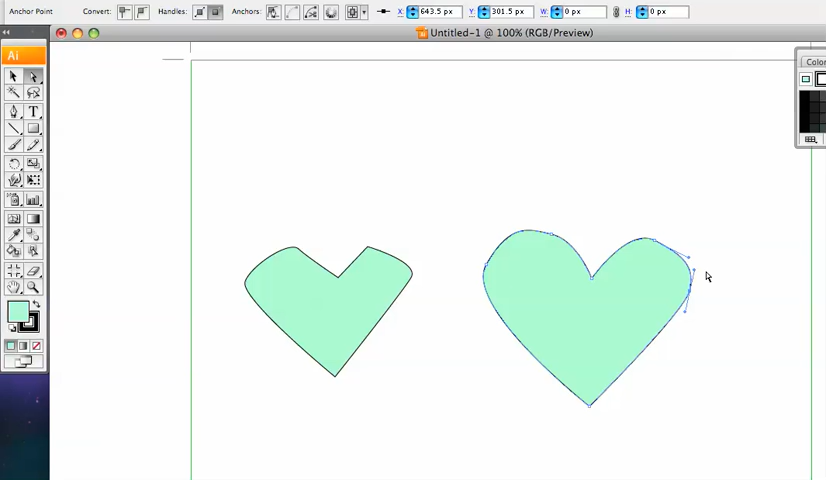 Anchor Point Convert: Handles: Anchors: X: 643.5 px Y: 301.5 px W: 0 px H: 0 px
Untitled-1 @ 100% (RGB/Preview)
Ai
Color
T